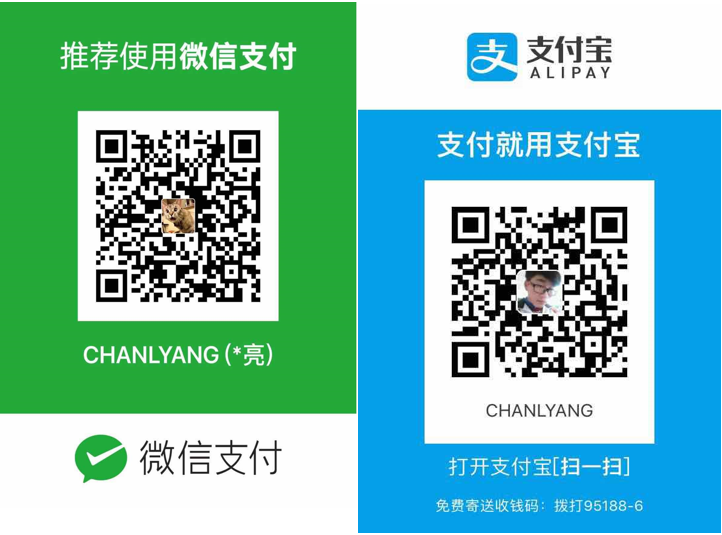 推荐使用微信支付
CHANLYANG (*亮)
微信支付
支付宝
ALIPAY
支付就用支付宝
CHANLYANG
打开支付宝[扫一扫]
免费寄送收钱码：拨打95188-6